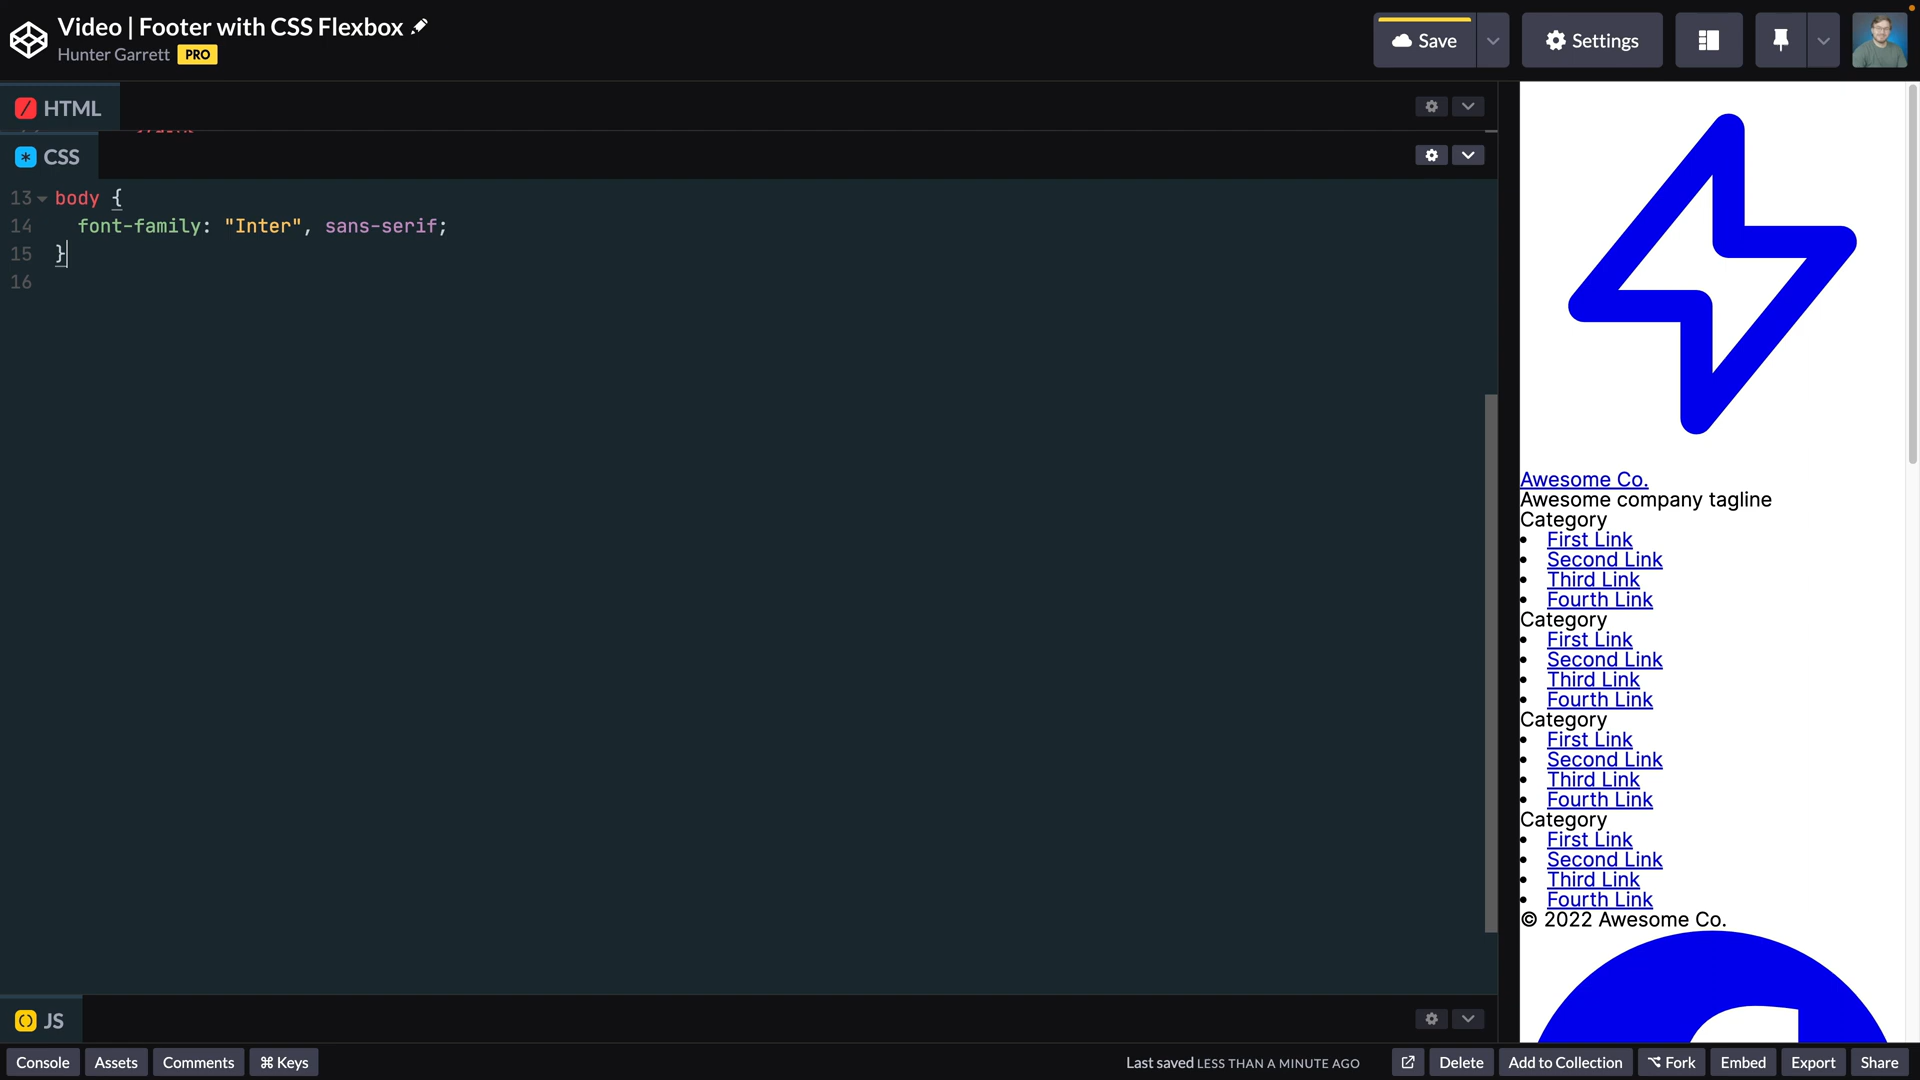 Video | Footer with CSS Flexbox
Hunter Garrett PRO
Save
Settings
HTML
CSS
13 body {
14 font-family: "Inter", sans-serif;
15 }
16
Awesome Co.
Awesome company tagline
Category
First Link
Second Link
Third Link
Fourth Link
Category
First Link
Second Link
Third Link
Fourth Link
Category
First Link
Second Link
Third Link
Fourth Link
Category
First Link
Second Link
Third Link
Fourth Link
© 2022 Awesome Co.
JS
Console
Assets
Comments
⌘ Keys
Last saved LESS THAN A MINUTE AGO
Delete
Add to Collection
Fork
Embed
Export
Share